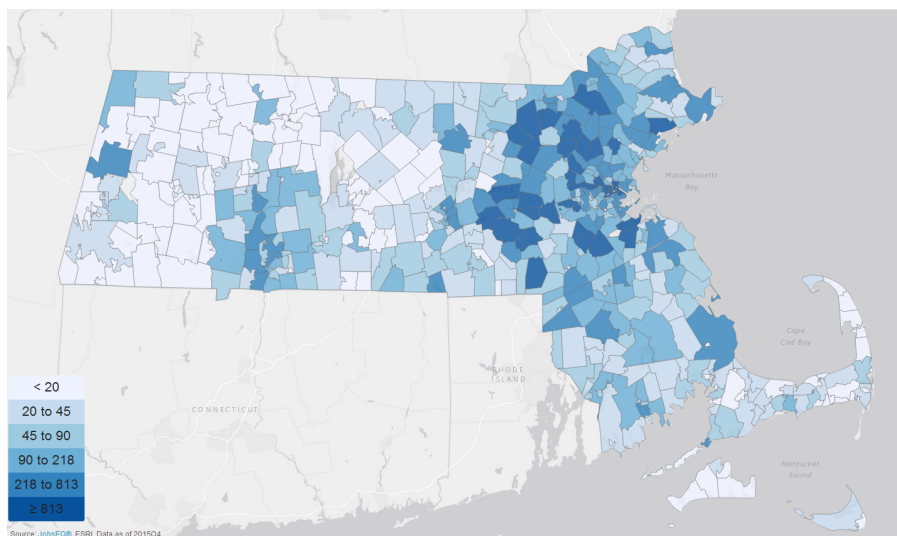 Massachusetts
Bay
Cape
Cod Bay
RHODE
ISLAND
CONNECTICUT
Nantucket
Sound
< 20
20 to 45
45 to 90
90 to 218
218 to 813
≥ 813
Source: JobsEQ®, ESRI, Data as of 2015Q4